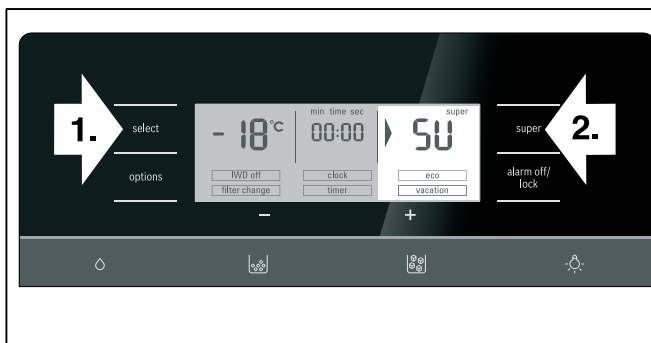 1.
select
options
- 18°C
min time sec
00:00
super
SU
IWD off
filter change
clock
timer
eco
vacation
super
2.
alarm off/
lock
−
+